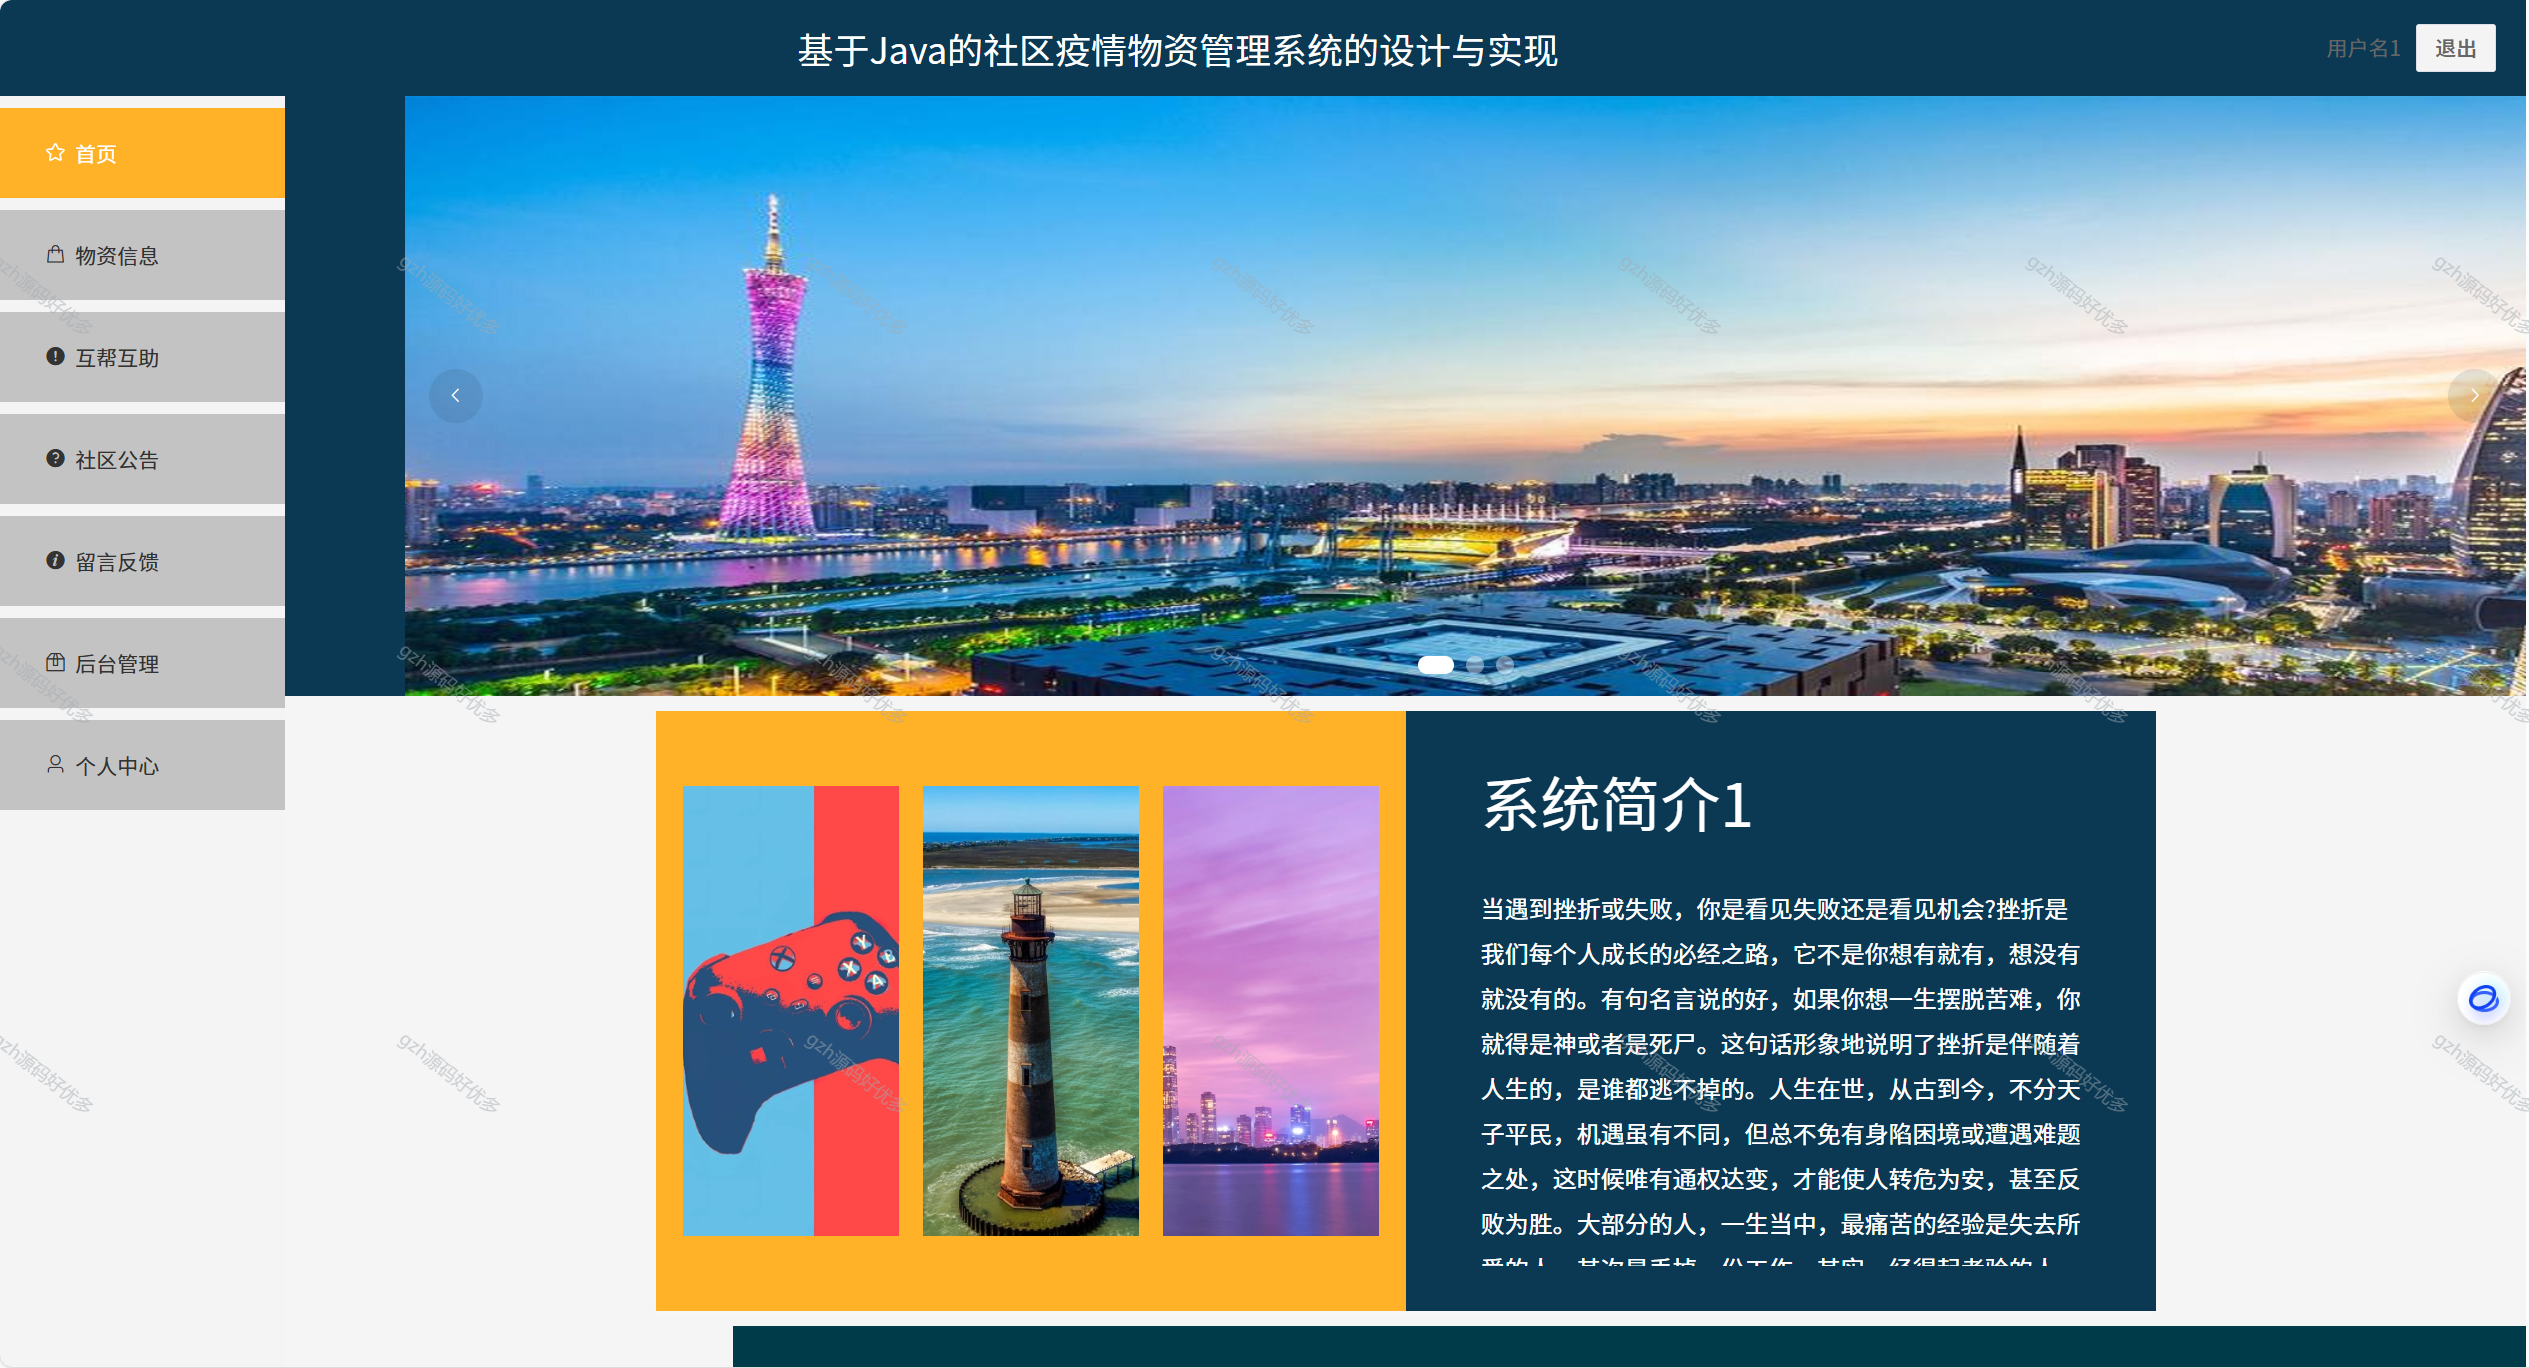 基于Java的社区疫情物资管理系统的设计与实现
用户名1
退出
首页
物资信息
互帮互助
社区公告
留言反馈
后台管理
个人中心
系统简介1
当遇到挫折或失败，你是看见失败还是看见机会?挫折是
我们每个人成长的必经之路，它不是你想有就有，想没有
就没有的。有句名言说的好，如果你想一生摆脱苦难，你
就得是神或者是死尸。这句话形象地说明了挫折是伴随着
人生的，是谁都逃不掉的。人生在世，从古到今，不分天
子平民，机遇虽有不同，但总不免有身陷困境或遭遇难题
之处，这时候唯有通权达变，才能使人转危为安，甚至反
败为胜。大部分的人，一生当中，最痛苦的经验是失去所
gzh源码好优多